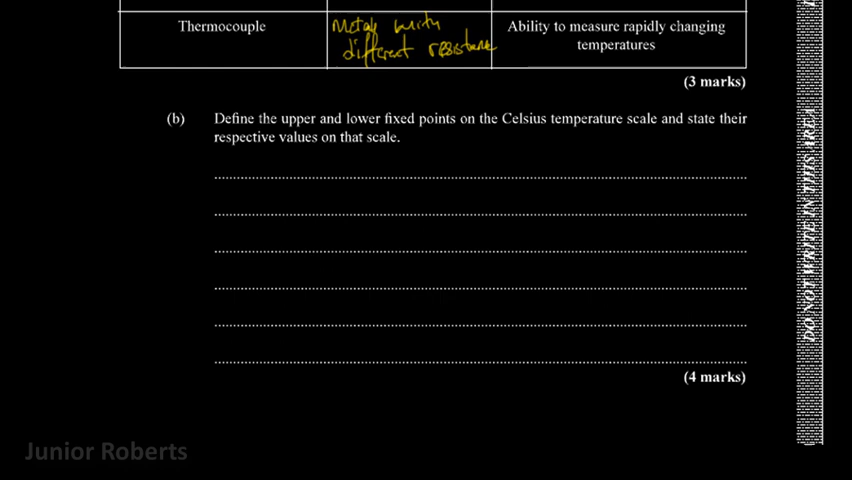 Thermocouple
Metals with
different resistance
Ability to measure rapidly changing
temperatures
(3 marks)
(b) Define the upper and lower fixed points on the Celsius temperature scale and state their
respective values on that scale.
(4 marks)
DO NOT WRITE IN THIS AREA
Junior Roberts